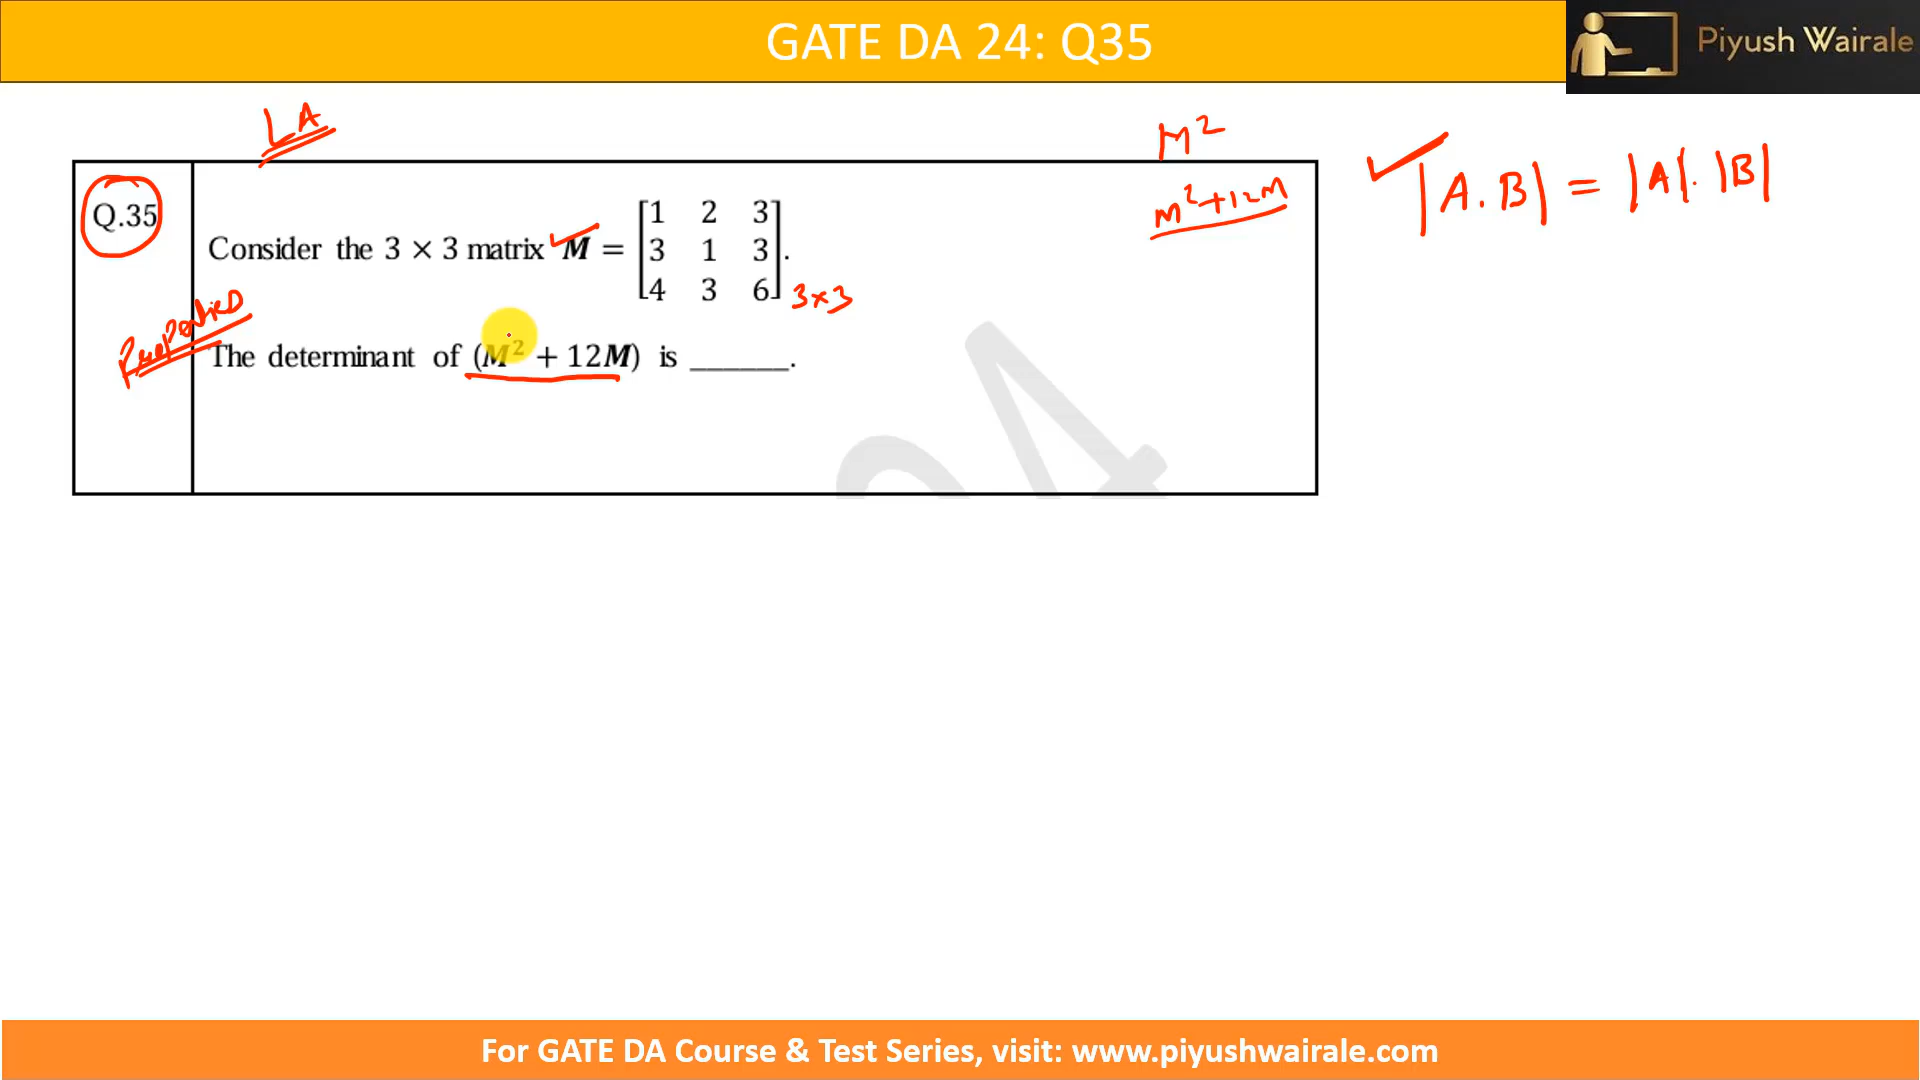 GATE DA 24: Q35
Piyush Wairale
LA
M²
m²+12m
|A.B| = |A|.|B|
Q.35
Consider the 3 × 3 matrix M = [1 2 3
3 1 3
4 3 6].
3×3
The determinant of (M² + 12M) is ______.
24
For GATE DA Course & Test Series, visit: www.piyushwairale.com